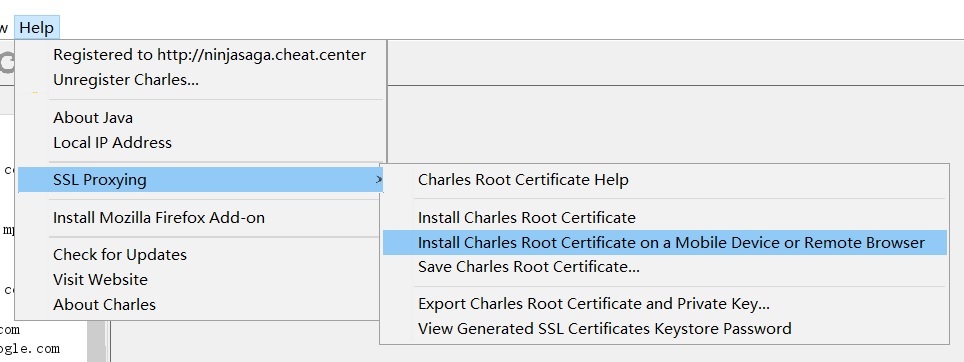 Help
Registered to http://ninjasaga.cheat.center
Unregister Charles...
About Java
Local IP Address
SSL Proxying
Install Mozilla Firefox Add-on
Check for Updates
Visit Website
About Charles
Charles Root Certificate Help
Install Charles Root Certificate
Install Charles Root Certificate on a Mobile Device or Remote Browser
Save Charles Root Certificate...
Export Charles Root Certificate and Private Key...
View Generated SSL Certificates Keystore Password
com
ogle.com